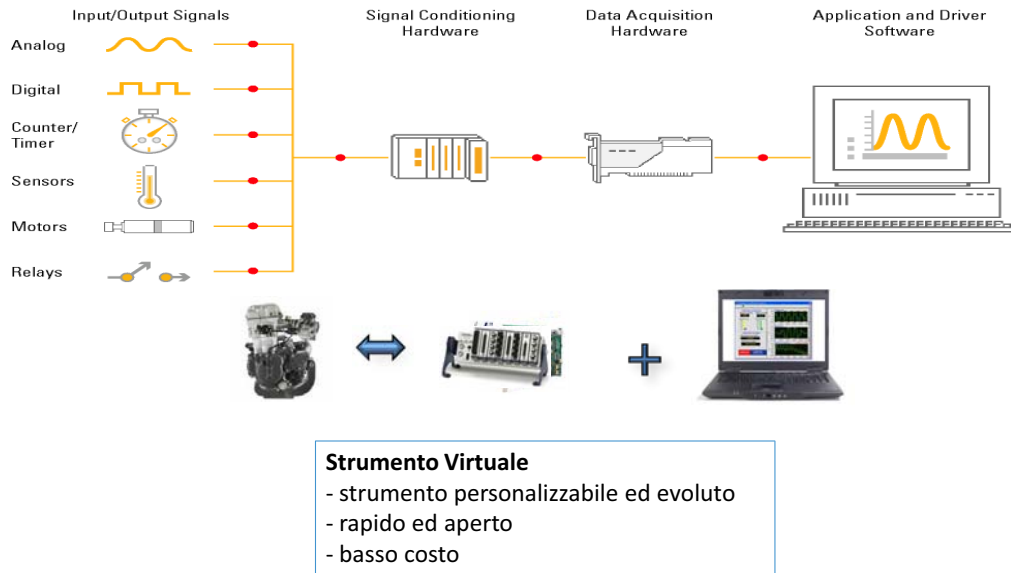 Input/Output Signals
Signal Conditioning
Hardware
Data Acquisition
Hardware
Application and Driver
Software
Analog
Digital
Counter/
Timer
Sensors
Motors
Relays
Strumento Virtuale
- strumento personalizzabile ed evoluto
- rapido ed aperto
- basso costo